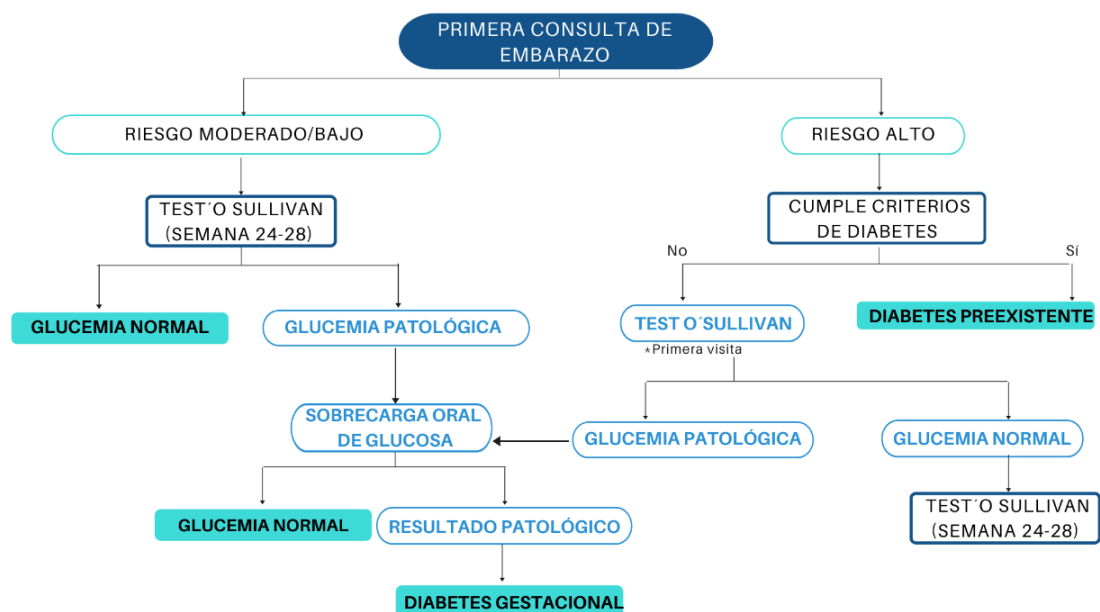 PRIMERA CONSULTA DE
EMBARAZO
RIESGO MODERADO/BAJO
RIESGO ALTO
TEST´O SULLIVAN
(SEMANA 24-28)
CUMPLE CRITERIOS
DE DIABETES
No
Sí
GLUCEMIA NORMAL
GLUCEMIA PATOLÓGICA
TEST O´SULLIVAN
*Primera visita
DIABETES PREEXISTENTE
SOBRECARGA ORAL
DE GLUCOSA
GLUCEMIA PATOLÓGICA
GLUCEMIA NORMAL
GLUCEMIA NORMAL
RESULTADO PATOLÓGICO
TEST´O SULLIVAN
(SEMANA 24-28)
DIABETES GESTACIONAL